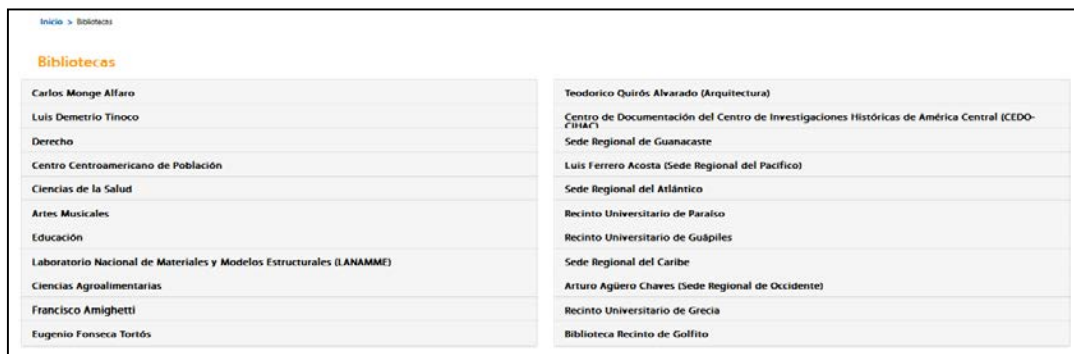 Inicio > Bibliotecas
Bibliotecas
Carlos Monge Alfaro
Luis Demetrio Tinoco
Derecho
Centro Centroamericano de Población
Ciencias de la Salud
Artes Musicales
Educación
Laboratorio Nacional de Materiales y Modelos Estructurales (LANAMME)
Ciencias Agroalimentarias
Francisco Amighetti
Eugenio Fonseca Tortós
Teodorico Quirós Alvarado (Arquitectura)
Centro de Documentación del Centro de Investigaciones Históricas de América Central (CEDO-
CIHAC)
Sede Regional de Guanacaste
Luis Ferrero Acosta (Sede Regional del Pacífico)
Sede Regional del Atlántico
Recinto Universitario de Paraíso
Recinto Universitario de Guápiles
Sede Regional del Caribe
Arturo Agüero Chaves (Sede Regional de Occidente)
Recinto Universitario de Grecia
Biblioteca Recinto de Golfito